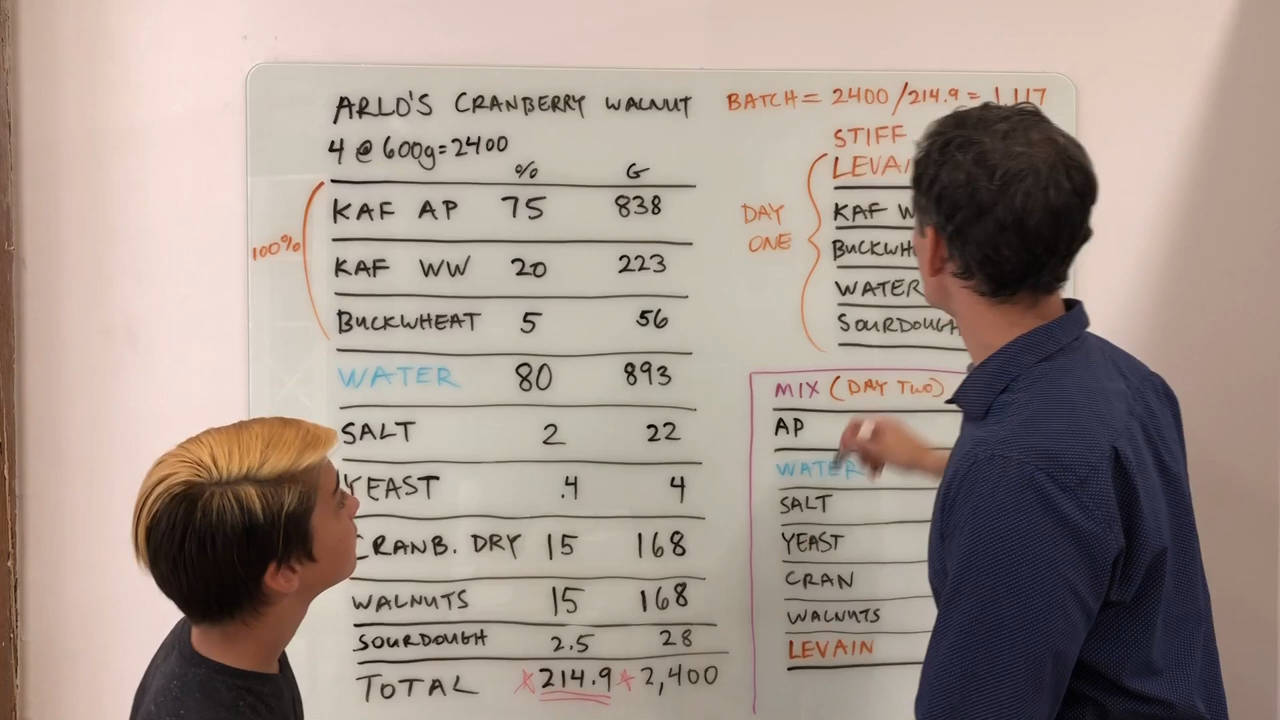 ARLO'S CRANBERRY WALNUT
4 @ 600g=2400
% G
100%
KAF AP 75 838
KAF WW 20 223
BUCKWHEAT 5 56
WATER 80 893
SALT 2 22
YEAST .4 4
CRANB. DRY 15 168
WALNUTS 15 168
SOURDOUGH 2.5 28
TOTAL 214.9 2,400
BATCH = 2400/214.9 = 1.117
STIFF
DAY
ONE
KAF
WATER
SOURDOUGH
MIX (DAY TWO)
AP
WATER
SALT
YEAST
CRAN
WALNUTS
LEVAIN